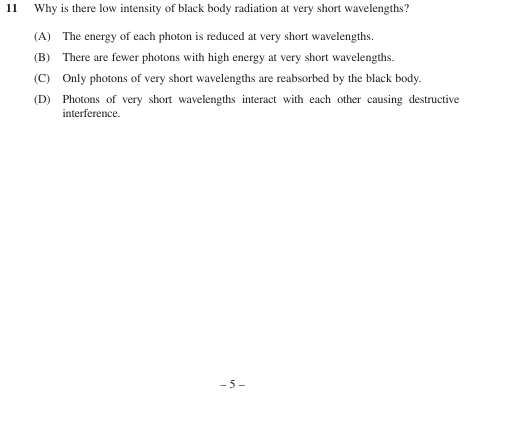 11 Why is there low intensity of black body radiation at very short wavelengths?
(A) The energy of each photon is reduced at very short wavelengths.
(B) There are fewer photons with high energy at very short wavelengths.
(C) Only photons of very short wavelengths are reabsorbed by the black body.
(D) Photons of very short wavelengths interact with each other causing destructive
interference.
– 5 –